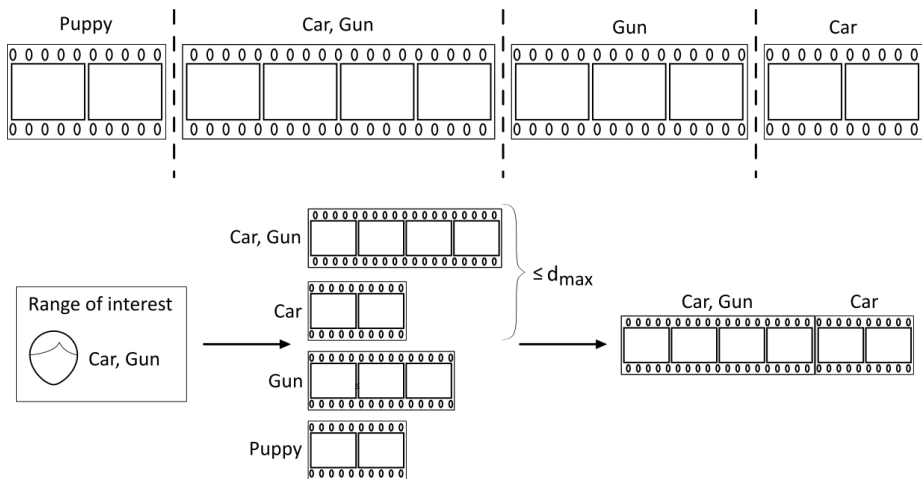 Puppy
Car, Gun
Gun
Car
Car, Gun
≤ dmax
Car
Range of interest
Car, Gun
Gun
Puppy
Car, Gun
Car